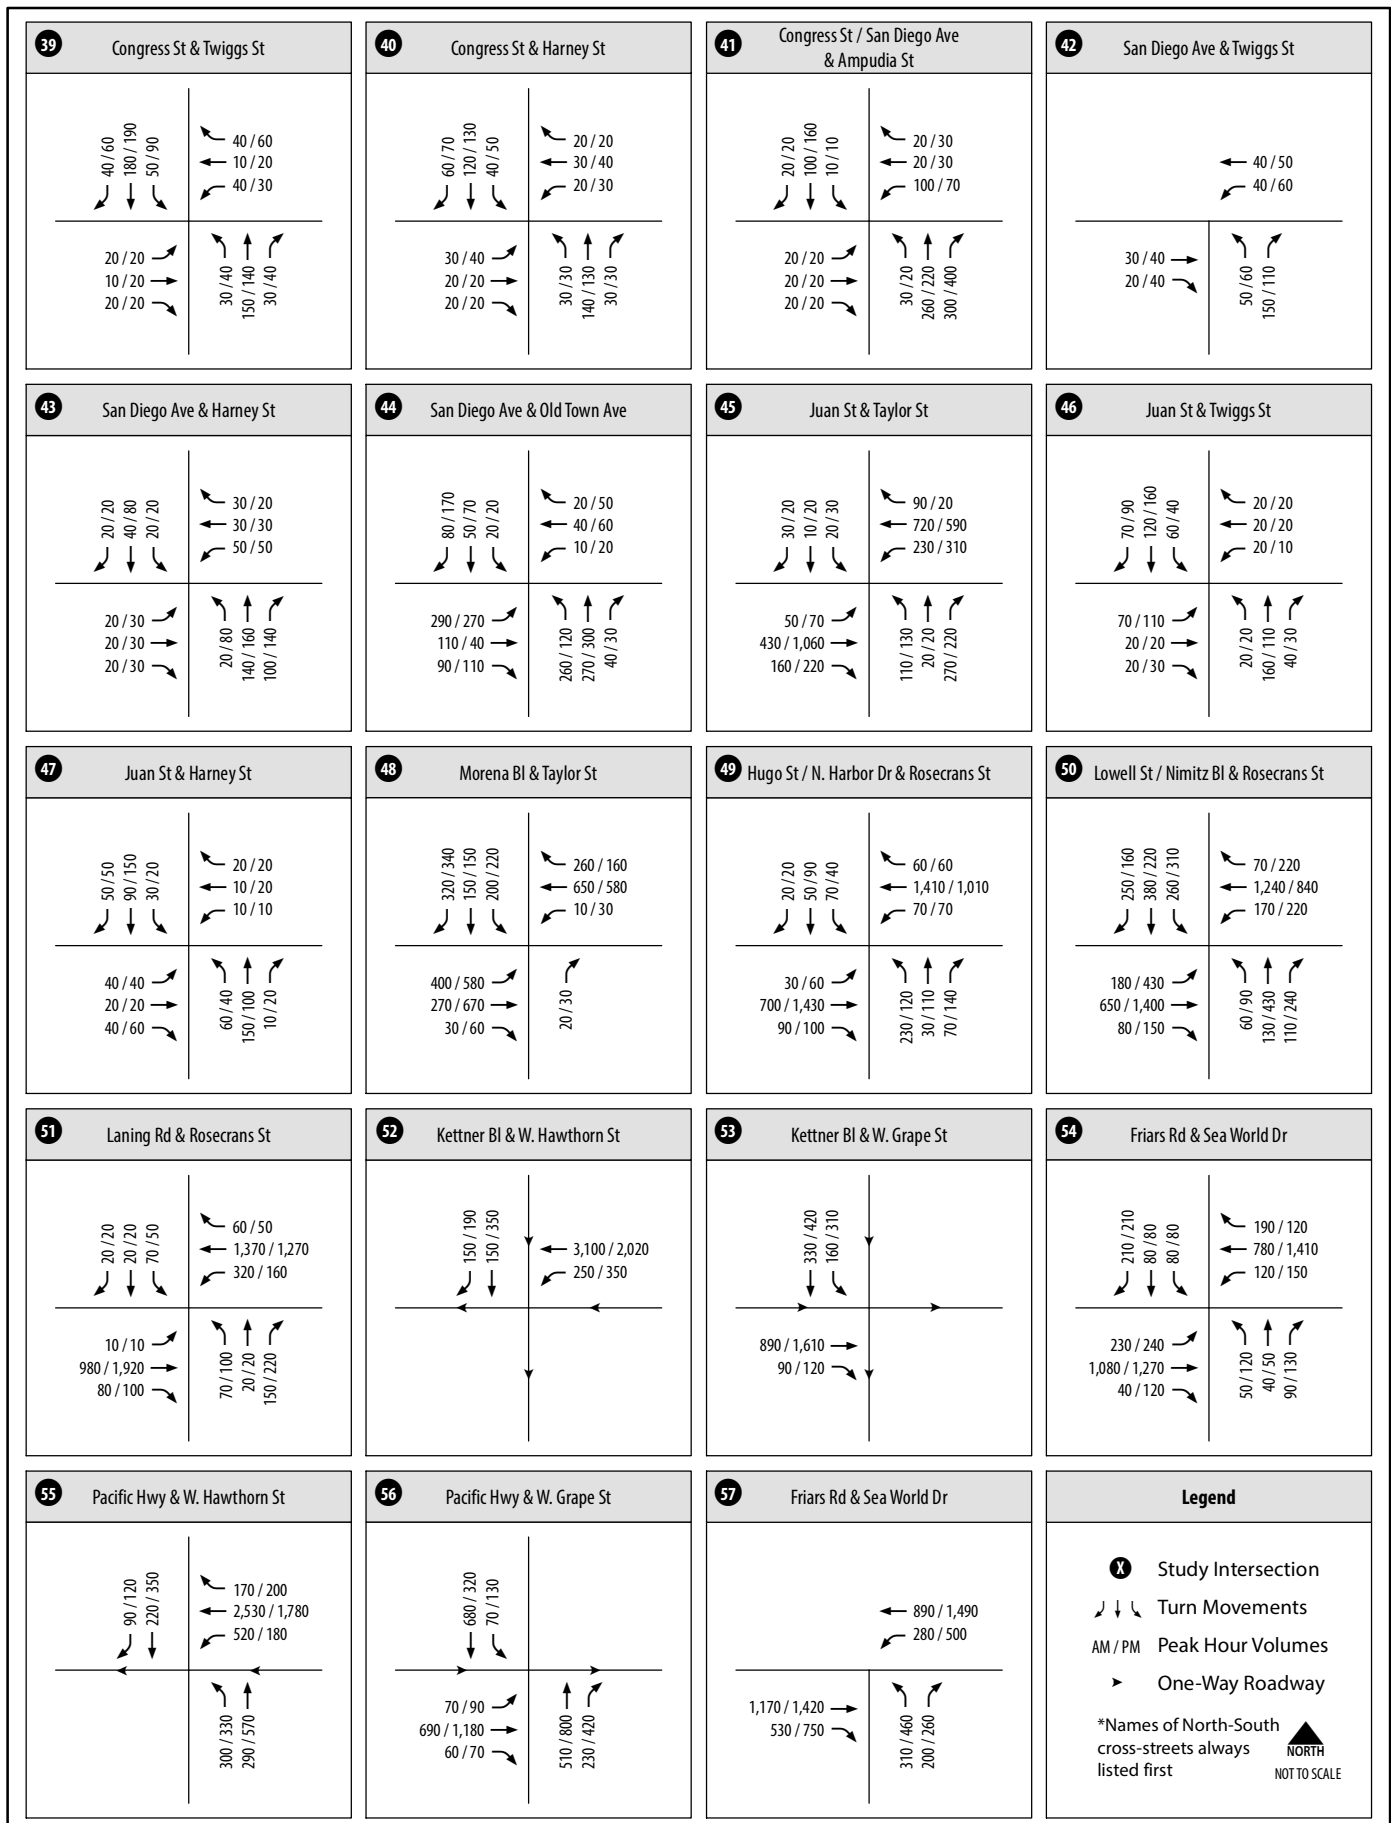 39
Congress St & Twiggs St
40 / 60
180 / 190
50 / 90
40 / 60
10 / 20
40 / 30
20 / 20
10 / 20
20 / 20
30 / 40
150 / 140
30 / 40
40
Congress St & Harney St
60 / 70
120 / 130
40 / 50
20 / 20
30 / 40
20 / 30
30 / 40
20 / 20
20 / 20
30 / 30
140 / 130
30 / 30
41
Congress St / San Diego Ave
& Ampudia St
20 / 20
100 / 160
10 / 10
20 / 30
20 / 30
100 / 70
20 / 20
20 / 20
20 / 20
30 / 20
260 / 220
300 / 400
42
San Diego Ave & Twiggs St
40 / 50
40 / 60
30 / 40
20 / 40
50 / 60
150 / 110
43
San Diego Ave & Harney St
20 / 20
40 / 80
20 / 20
30 / 20
30 / 30
50 / 50
20 / 30
20 / 30
20 / 30
20 / 80
140 / 160
100 / 140
44
San Diego Ave & Old Town Ave
80 / 170
50 / 70
20 / 20
20 / 50
40 / 60
10 / 20
290 / 270
110 / 40
90 / 110
260 / 120
270 / 300
40 / 30
45
Juan St & Taylor St
30 / 20
10 / 20
20 / 30
90 / 20
720 / 590
230 / 310
50 / 70
430 / 1,060
160 / 220
110 / 130
20 / 20
270 / 220
46
Juan St & Twiggs St
70 / 90
120 / 160
60 / 40
20 / 20
20 / 20
20 / 10
70 / 110
20 / 20
20 / 30
20 / 20
160 / 110
40 / 30
47
Juan St & Harney St
50 / 50
90 / 150
30 / 20
20 / 20
10 / 20
10 / 10
40 / 40
20 / 20
40 / 60
60 / 40
150 / 100
10 / 20
48
Morena Bl & Taylor St
320 / 340
150 / 150
200 / 220
260 / 160
650 / 580
10 / 30
400 / 580
270 / 670
30 / 60
20 / 30
49
Hugo St / N. Harbor Dr & Rosecrans St
20 / 20
50 / 90
70 / 40
60 / 60
1,410 / 1,010
70 / 70
30 / 60
700 / 1,430
90 / 100
230 / 120
30 / 110
70 / 140
50
Lowell St / Nimitz Bl & Rosecrans St
250 / 160
380 / 220
260 / 310
70 / 220
1,240 / 840
170 / 220
180 / 430
650 / 1,400
80 / 150
60 / 90
130 / 430
110 / 240
51
Laning Rd & Rosecrans St
20 / 20
20 / 20
70 / 50
60 / 50
1,370 / 1,270
320 / 160
10 / 10
980 / 1,920
80 / 100
70 / 100
20 / 20
150 / 220
52
Kettner Bl & W. Hawthorn St
150 / 190
150 / 350
3,100 / 2,020
250 / 350
53
Kettner Bl & W. Grape St
330 / 420
160 / 310
890 / 1,610
90 / 120
54
Friars Rd & Sea World Dr
210 / 210
80 / 80
80 / 80
190 / 120
780 / 1,410
120 / 150
230 / 240
1,080 / 1,270
40 / 120
50 / 120
40 / 50
90 / 130
55
Pacific Hwy & W. Hawthorn St
90 / 120
220 / 350
170 / 200
2,530 / 1,780
520 / 180
300 / 330
290 / 570
56
Pacific Hwy & W. Grape St
680 / 320
70 / 130
70 / 90
690 / 1,180
60 / 70
510 / 800
230 / 420
57
Friars Rd & Sea World Dr
890 / 1,490
280 / 500
1,170 / 1,420
530 / 750
310 / 460
200 / 260
Legend
X Study Intersection
Turn Movements
AM / PM Peak Hour Volumes
One-Way Roadway
*Names of North-South
cross-streets always
listed first
NORTH
NOT TO SCALE